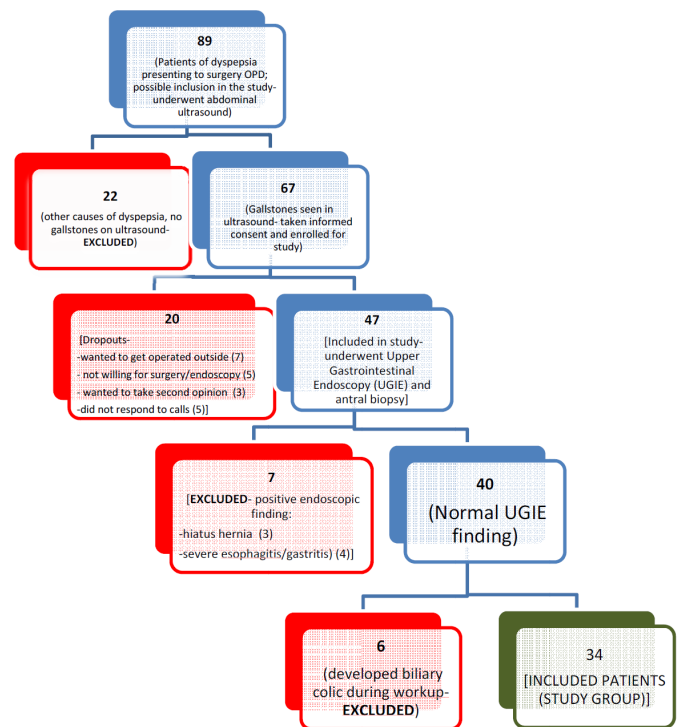 89
(Patients of dyspepsia
presenting to surgery OPD;
possible inclusion in the study-
underwent abdominal
ultrasound)
22
(other causes of dyspepsia, no
gallstones on ultrasound-
EXCLUDED)
67
(Gallstones seen in
ultrasound- taken informed
consent and enrolled for
study)
20
[Dropouts-
-wanted to get operated outside (7)
- not willing for surgery/endoscopy (5)
- wanted to take second opinion (3)
-did not respond to calls (5)]
47
[Included in study-
underwent Upper
Gastrointestinal
Endoscopy (UGIE) and
antral biopsy]
7
[EXCLUDED- positive endoscopic
finding:
-hiatus hernia (3)
-severe esophagitis/gastritis) (4)]
40
(Normal UGIE
finding)
6
(developed biliary
colic during workup-
EXCLUDED)
34
[INCLUDED PATIENTS
(STUDY GROUP)]